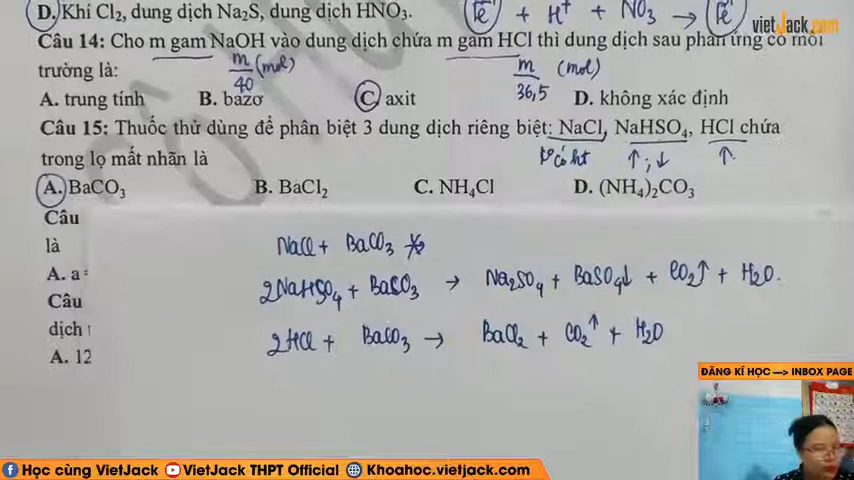 D. Khí Cl₂, dung dịch Na₂S, dung dịch HNO₃.
Fe + H⁺ + NO₃ → Fe
vietJack.com
Câu 14: Cho m gam NaOH vào dung dịch chứa m gam HCl thì dung dịch sau phản ứng có môi
trường là:
m/40 (mol) m/36,5 (mol)
A. trung tính B. bazơ C. axit D. không xác định
Câu 15: Thuốc thử dùng để phân biệt 3 dung dịch riêng biệt: NaCl, NaHSO₄, HCl chứa
trong lọ mất nhãn là
có ht ↑; ↓ ↑
A. BaCO₃ B. BaCl₂ C. NH₄Cl D. (NH₄)₂CO₃
Câu
là
NaCl + BaCO₃
A. a
2NaHSO₄ + BaCO₃ → Na₂SO₄ + BaSO₄↓ + CO₂↑ + H₂O.
Câu
dịch
2HCl + BaCO₃ → BaCl₂ + CO₂↑ + H₂O
A. 12
ĐĂNG KÍ HỌC —> INBOX PAGE
Học cùng VietJack VietJack THPT Official Khoahoc.vietjack.com